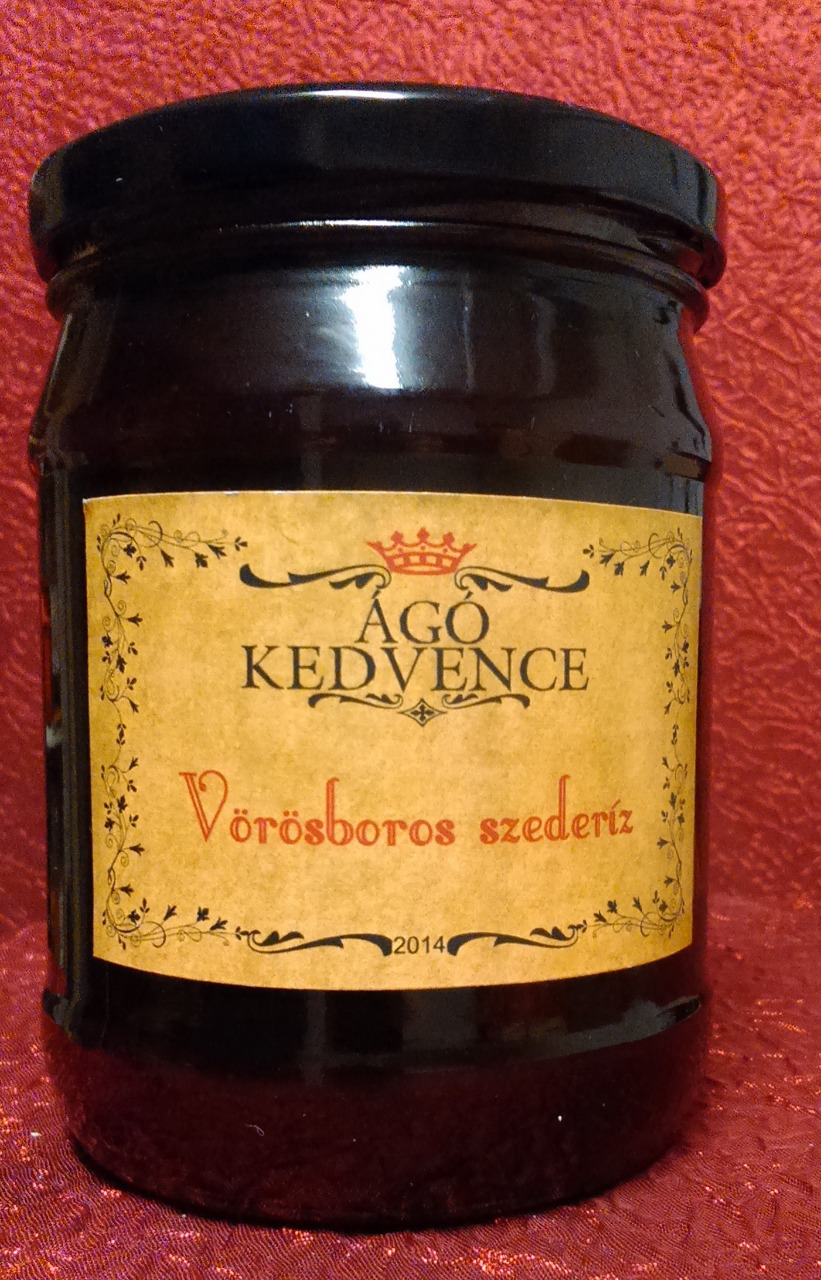 ÁGÓ
KEDVENCE
Vörösboros szederíz
2014